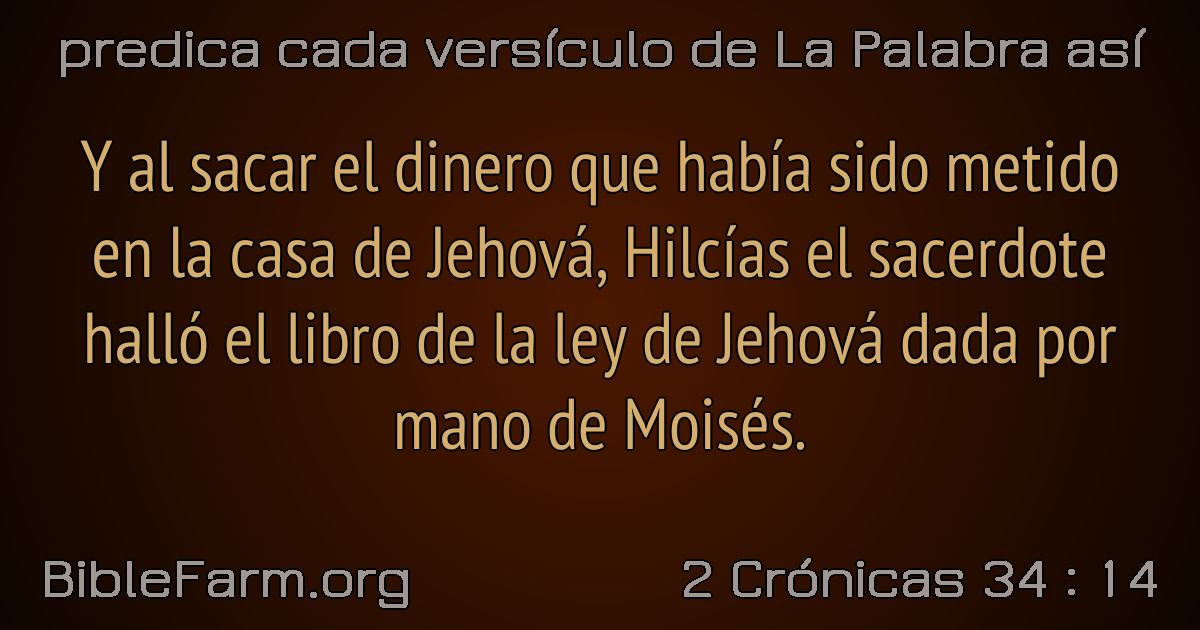 predica cada versículo de La Palabra así
Y al sacar el dinero que había sido metido
en la casa de Jehová, Hilcías el sacerdote
halló el libro de la ley de Jehová dada por
mano de Moisés.
BibleFarm.org
2 Crónicas 34 : 14